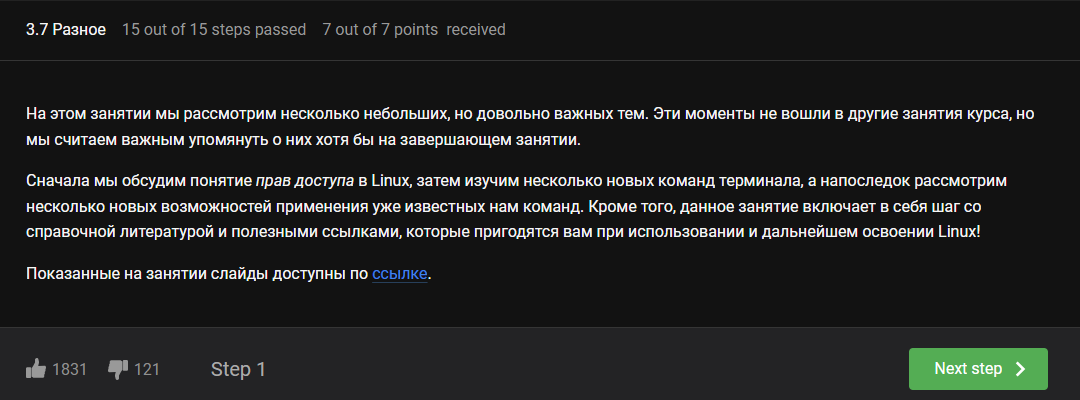 3.7 Разное 15 out of 15 steps passed 7 out of 7 points received
На этом занятии мы рассмотрим несколько небольших, но довольно важных тем. Эти моменты не вошли в другие занятия курса, но
мы считаем важным упомянуть о них хотя бы на завершающем занятии.
Сначала мы обсудим понятие прав доступа в Linux, затем изучим несколько новых команд терминала, а напоследок рассмотрим
несколько новых возможностей применения уже известных нам команд. Кроме того, данное занятие включает в себя шаг со
справочной литературой и полезными ссылками, которые пригодятся вам при использовании и дальнейшем освоении Linux!
Показанные на занятии слайды доступны по ссылке.
1831 121 Step 1 Next step